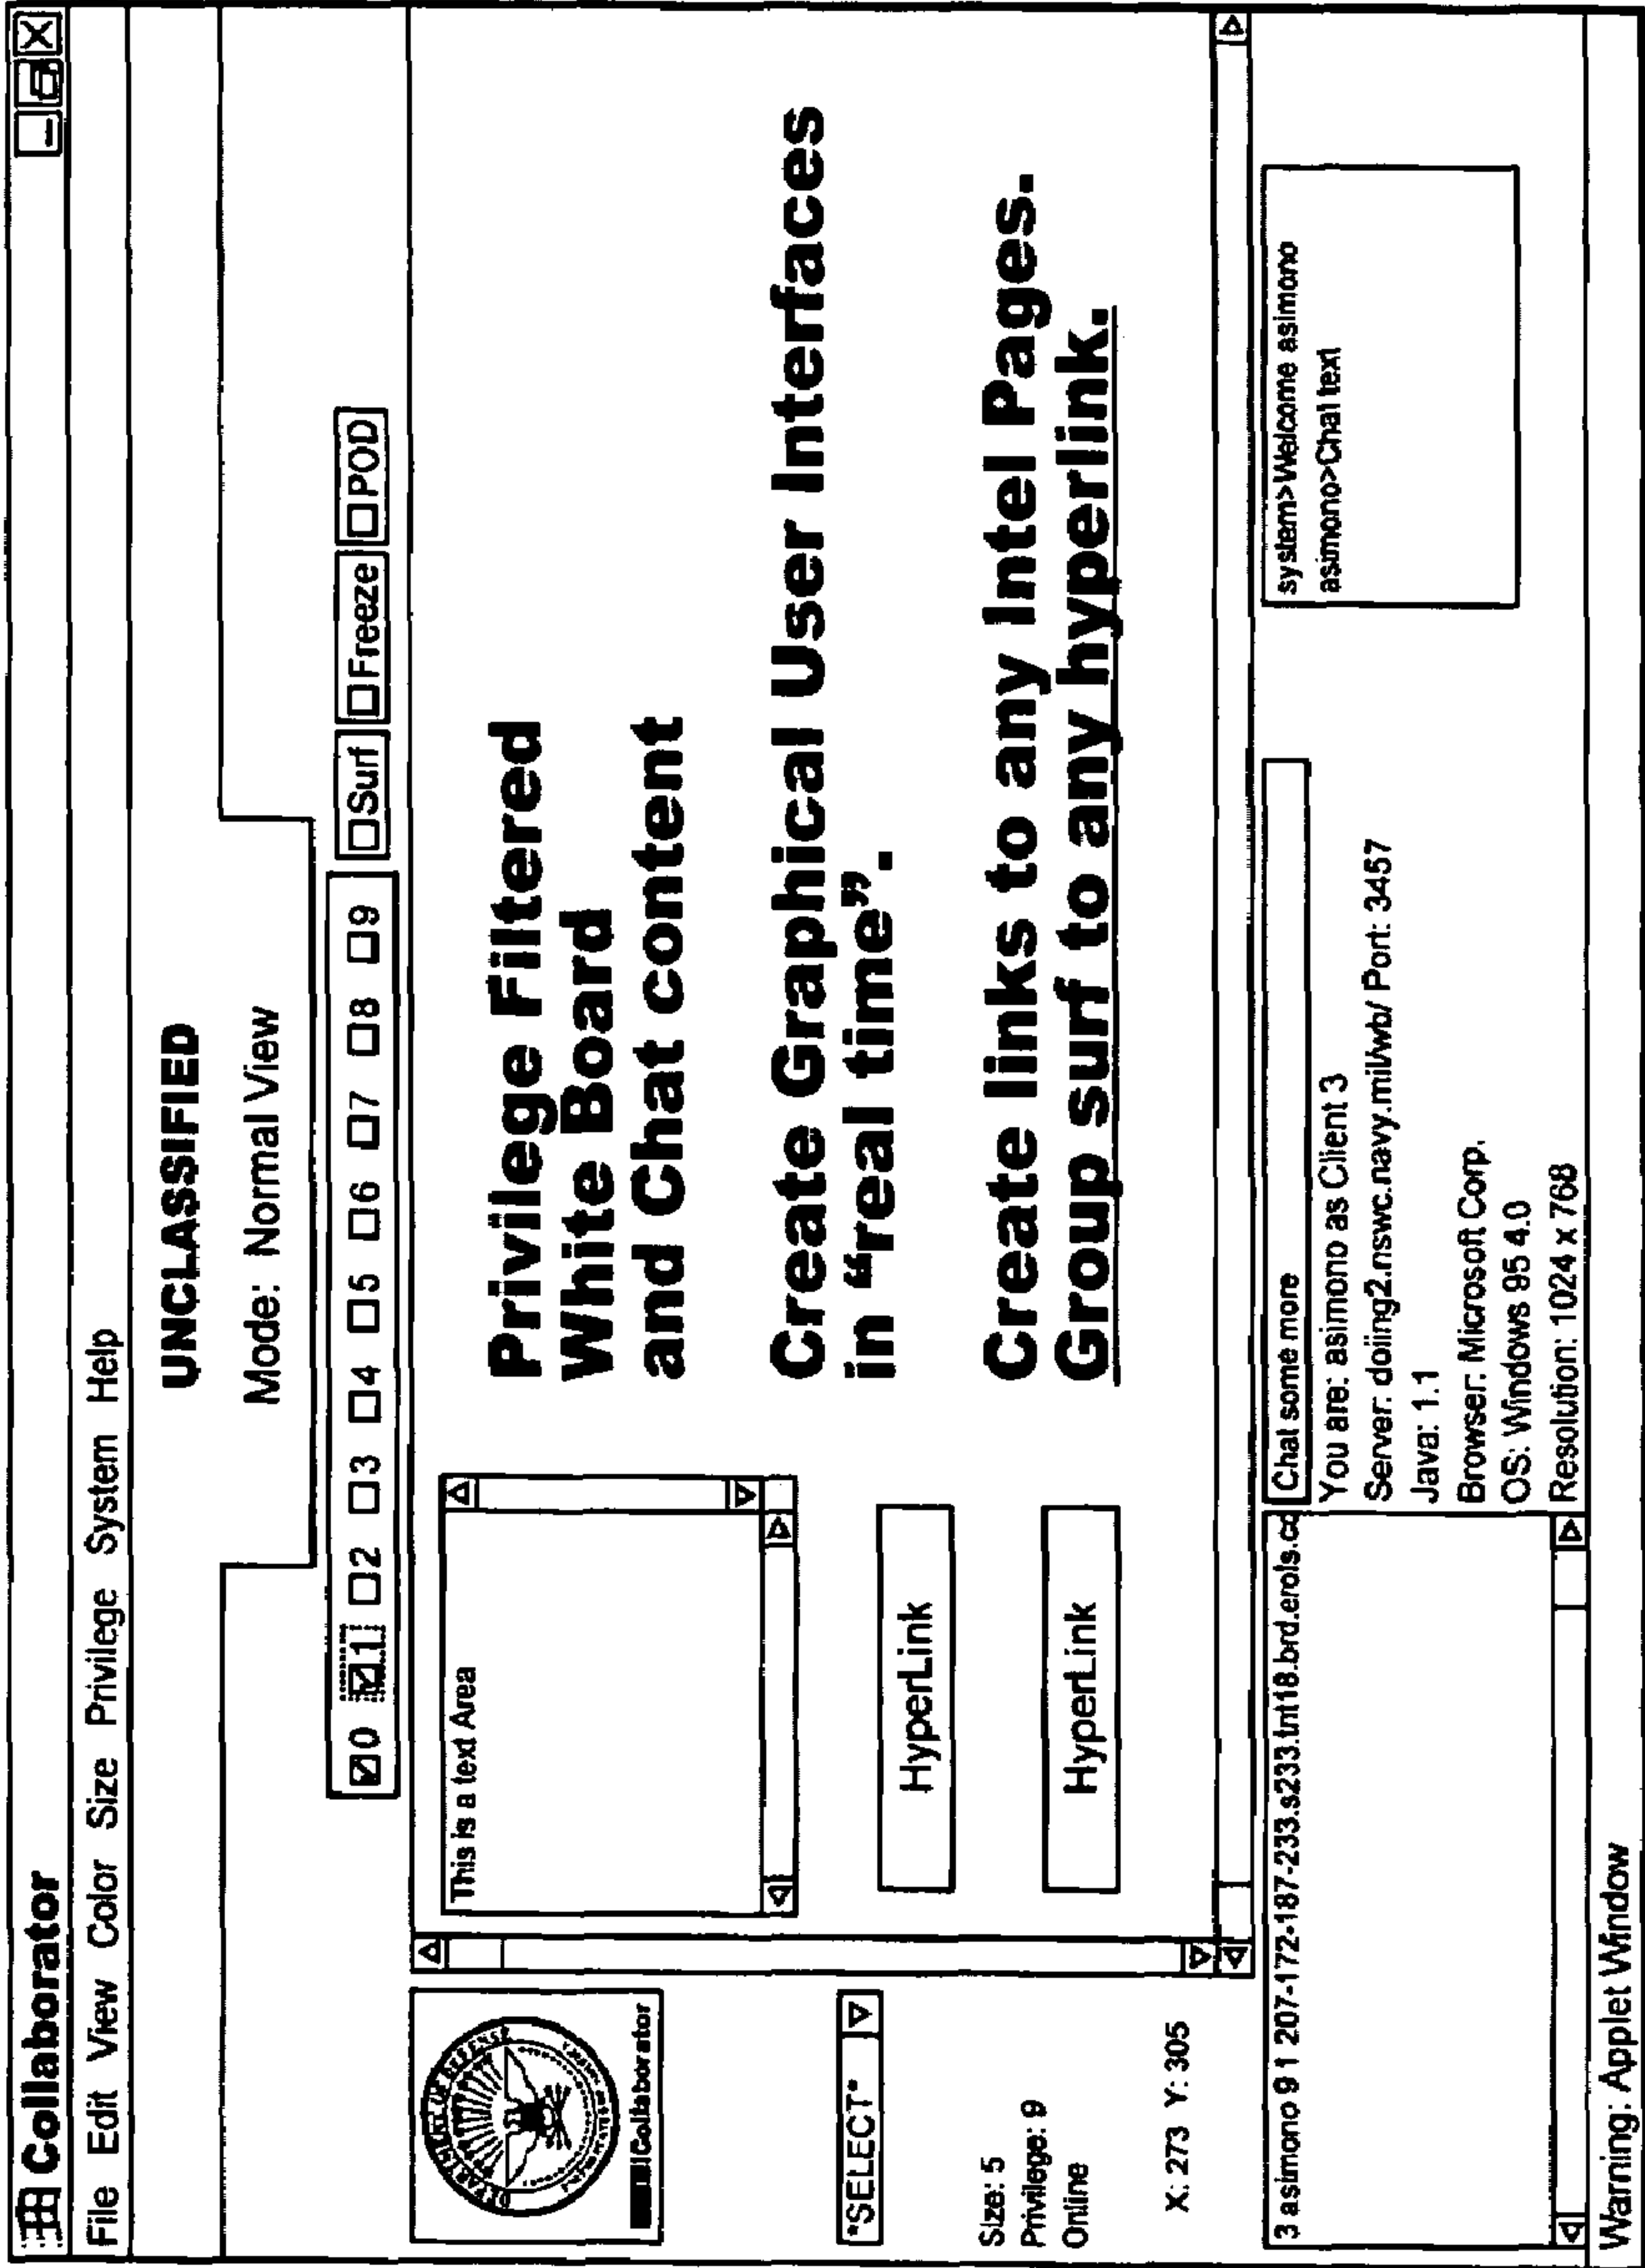 Collaborator
File Edit View Color Size Privilege System Help
UNCLASSIFIED
Mode: Normal View
0 1 2 3 4 5 6 7 8 9 Surf Freeze POD
DEPARTMENT OF DEFENSE
Collaborator
*SELECT*
Size: 5
Privilege: 9
Online
X: 273 Y: 305
This is a text Area
HyperLink
HyperLink
Privilege Filtered
White Board
and Chat content
Create Graphical User Interfaces
in “real time”.
Create links to any Intel Pages.
Group surf to any hyperlink.
3 asimono 9 1 207-172-187-233.s233.tnt18.brd.erols.co
Chat some more
You are: asimono as Client 3
Server: doiing2.nswc.navy.mil/wb/ Port: 3457
Java: 1.1
Browser: Microsoft Corp.
OS: Windows 95 4.0
Resolution: 1024 x 768
system>Welcome asimono
asimono>Chat text
Warning: Applet Window